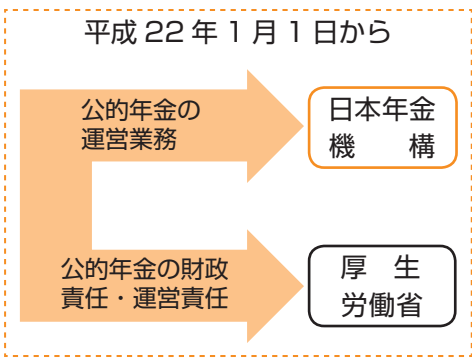 平成 22 年 1 月 1 日から
公的年金の
運営業務
日本年金
機　　構
公的年金の財政
責任・運営責任
厚　生
労働省